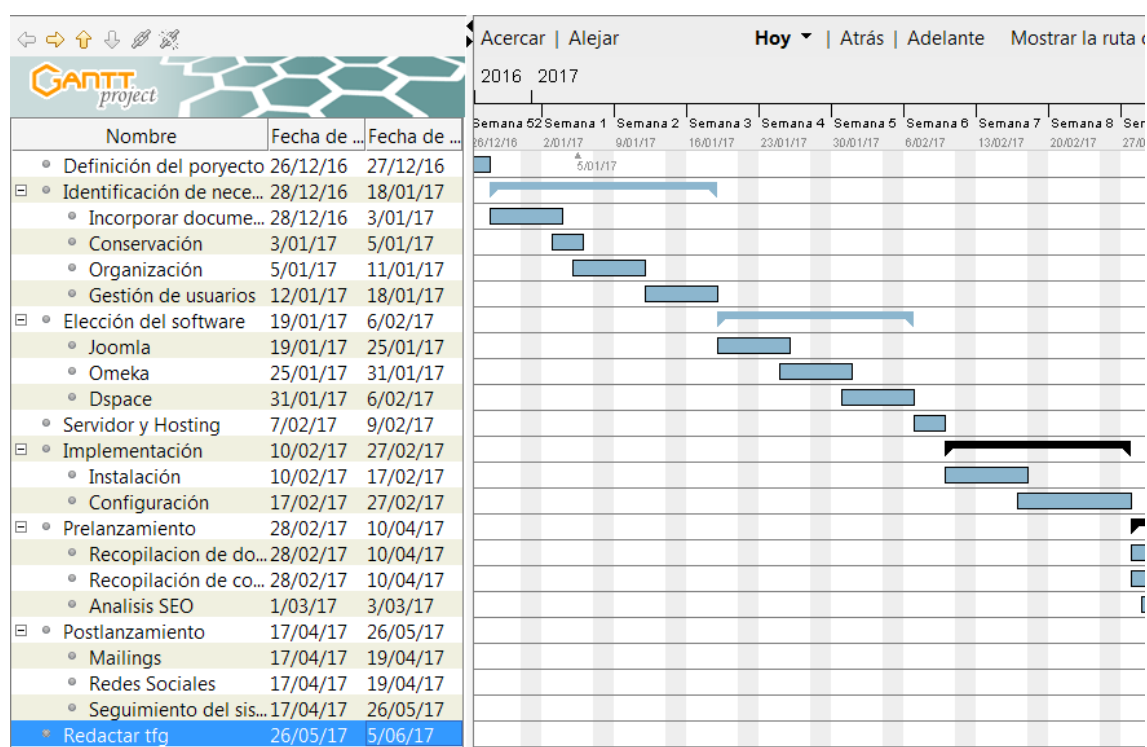 Acercar | Alejar Hoy | Atrás | Adelante Mostrar la ruta
2016 2017
GANTT
project
Nombre Fecha de ... Fecha de ...
Semana 52 Semana 1 Semana 2 Semana 3 Semana 4 Semana 5 Semana 6 Semana 7 Semana 8
26/12/16 2/01/17 9/01/17 16/01/17 23/01/17 30/01/17 6/02/17 13/02/17 20/02/17
5/01/17
Definición del poryecto 26/12/16 27/12/16
Identificación de nece... 28/12/16 18/01/17
Incorporar docume... 28/12/16 3/01/17
Conservación 3/01/17 5/01/17
Organización 5/01/17 11/01/17
Gestión de usuarios 12/01/17 18/01/17
Elección del software 19/01/17 6/02/17
Joomla 19/01/17 25/01/17
Omeka 25/01/17 31/01/17
Dspace 31/01/17 6/02/17
Servidor y Hosting 7/02/17 9/02/17
Implementación 10/02/17 27/02/17
Instalación 10/02/17 17/02/17
Configuración 17/02/17 27/02/17
Prelanzamiento 28/02/17 10/04/17
Recopilacion de do... 28/02/17 10/04/17
Recopilación de co... 28/02/17 10/04/17
Analisis SEO 1/03/17 3/03/17
Postlanzamiento 17/04/17 26/05/17
Mailings 17/04/17 19/04/17
Redes Sociales 17/04/17 19/04/17
Seguimiento del sis... 17/04/17 26/05/17
Redactar tfg 26/05/17 5/06/17